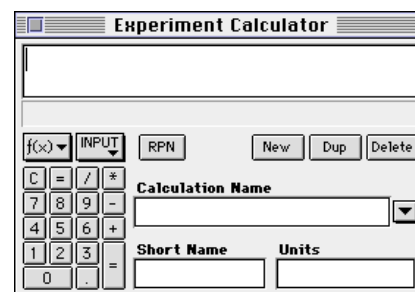 Experiment Calculator
f(x) INPUT RPN New Dup Delete
C = / *
Calculation Name
7 8 9 -
4 5 6 +
1 2 3 =
Short Name Units
0 .